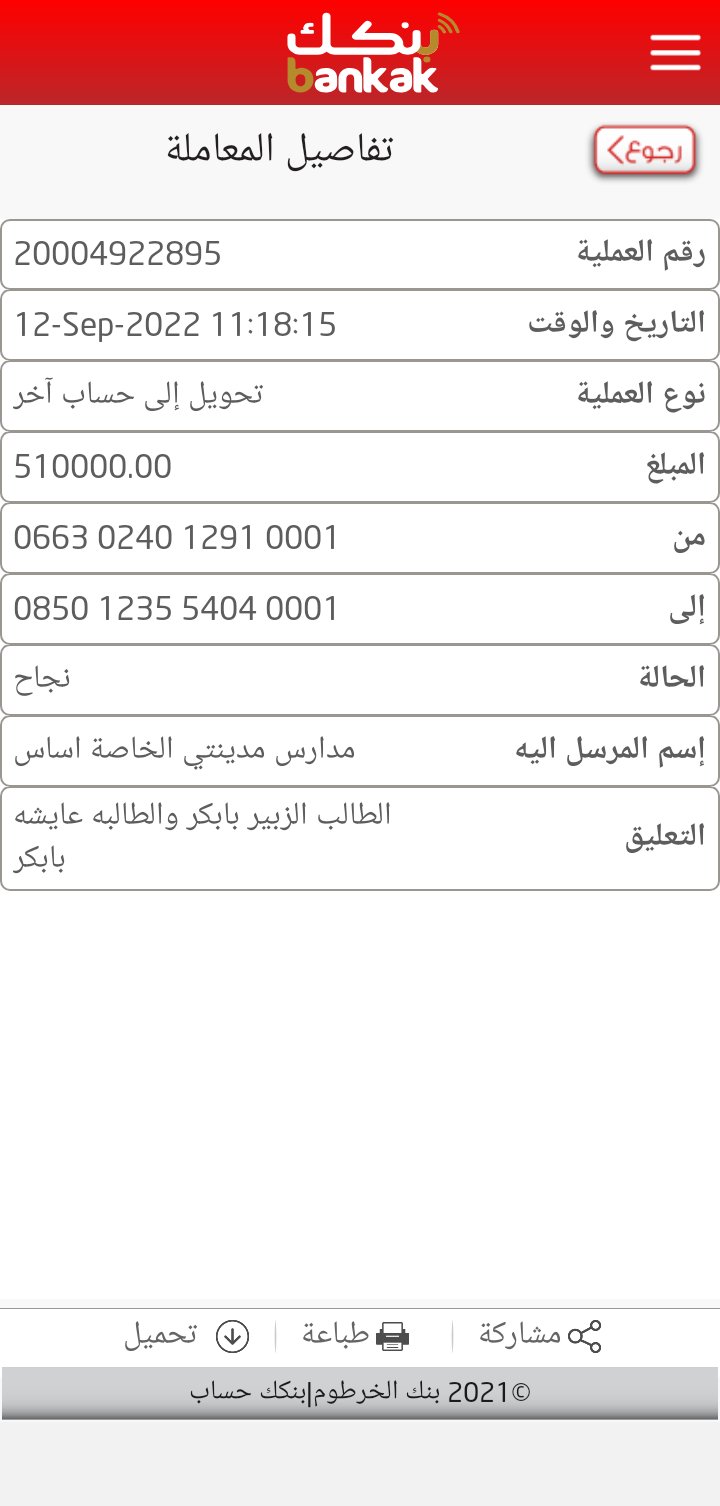 بنكك
bankak
رجوع
تفاصيل المعاملة
رقم العملية 20004922895
التاريخ والوقت 12-Sep-2022 11:18:15
نوع العملية تحويل إلى حساب آخر
المبلغ 510000.00
من 0663 0240 1291 0001
إلى 0850 1235 5404 0001
الحالة نجاح
إسم المرسل اليه مدارس مدينتي الخاصة اساس
التعليق الطالب الزبير بابكر والطالبه عايشه
بابكر
مشاركة طباعة تحميل
©2021 بنك الخرطوم|بنكك حساب